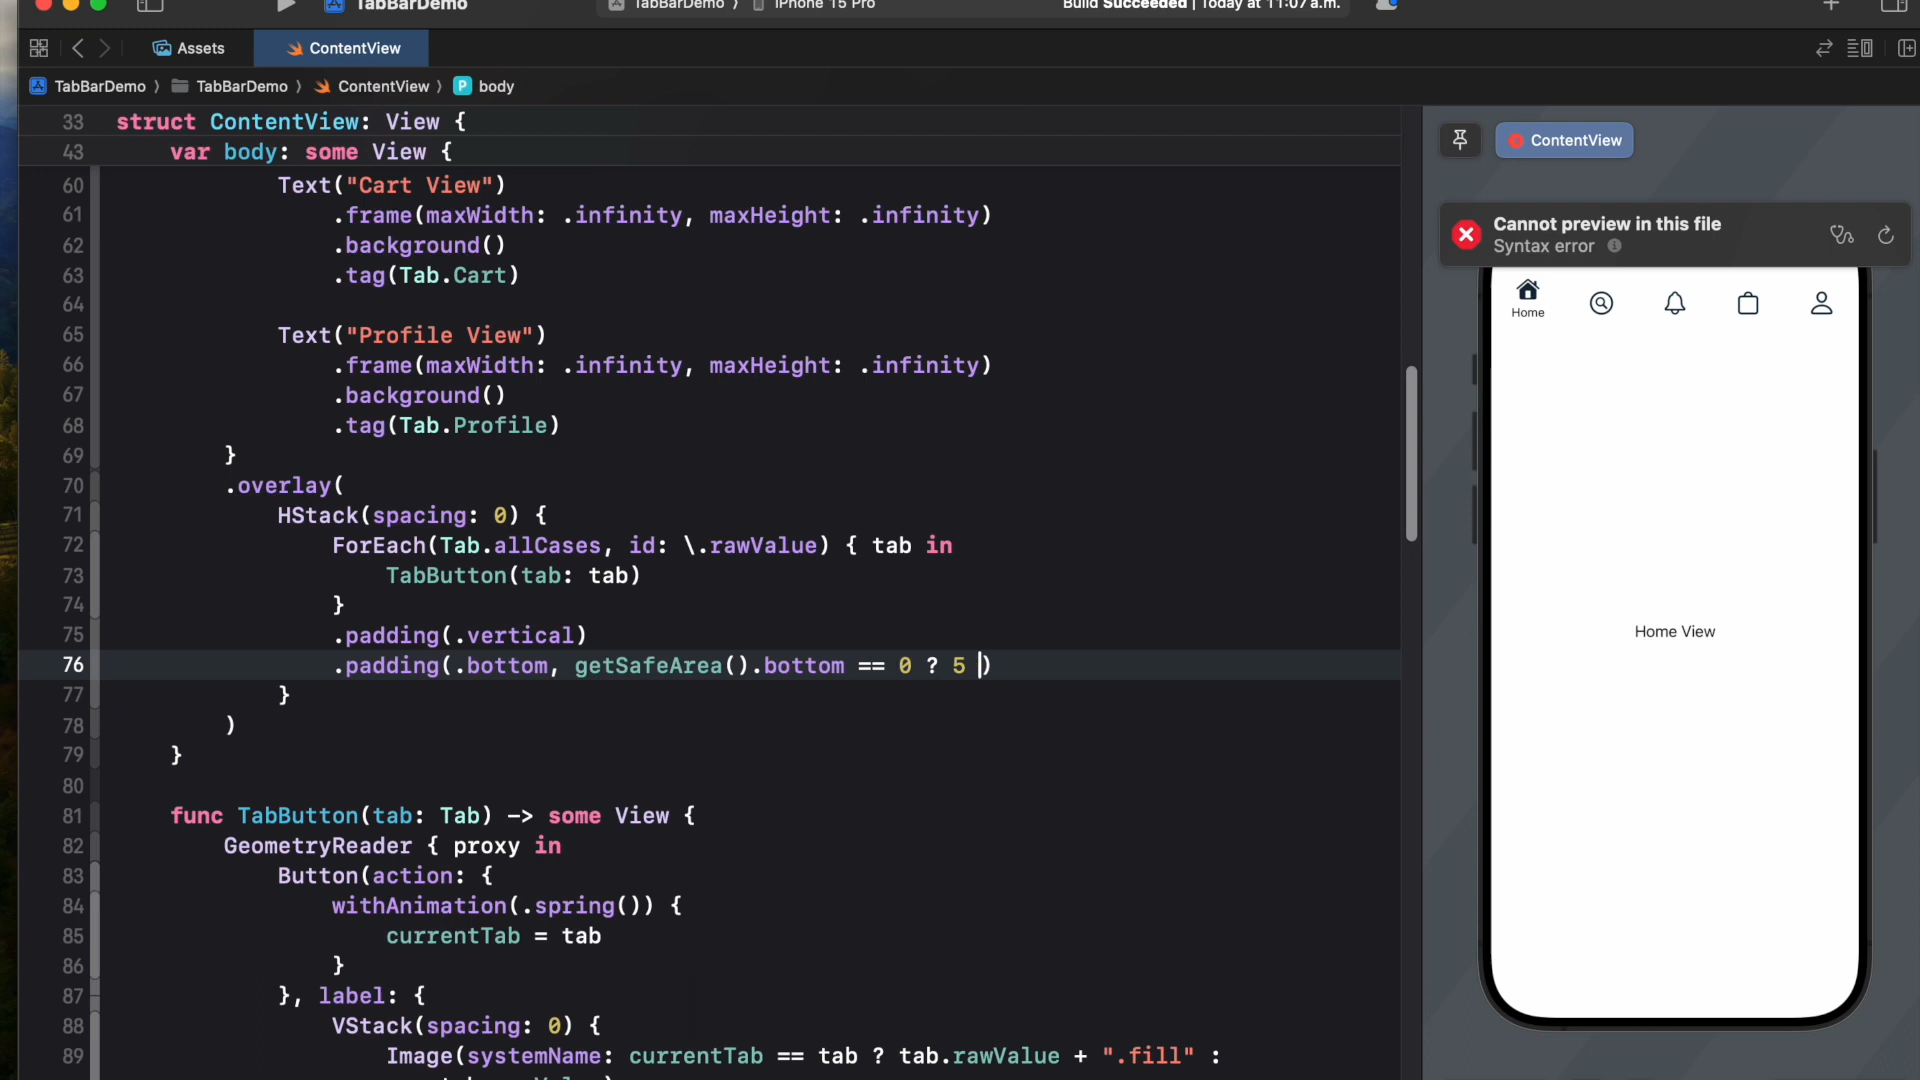 TabBarDemo
TabBarDemo 〉 iPhone 15 Pro
Build Succeeded | Today at 11:07 a.m.
Assets
ContentView
TabBarDemo 〉 TabBarDemo 〉 ContentView 〉 P body
33 struct ContentView: View {
43 var body: some View {
60 Text("Cart View")
61 .frame(maxWidth: .infinity, maxHeight: .infinity)
62 .background()
63 .tag(Tab.Cart)
64
65 Text("Profile View")
66 .frame(maxWidth: .infinity, maxHeight: .infinity)
67 .background()
68 .tag(Tab.Profile)
69 }
70 .overlay(
71 HStack(spacing: 0) {
72 ForEach(Tab.allCases, id: \.rawValue) { tab in
73 TabButton(tab: tab)
74 }
75 .padding(.vertical)
76 .padding(.bottom, getSafeArea().bottom == 0 ? 5 )
77 }
78 )
79 }
80
81 func TabButton(tab: Tab) -> some View {
82 GeometryReader { proxy in
83 Button(action: {
84 withAnimation(.spring()) {
85 currentTab = tab
86 }
87 }, label: {
88 VStack(spacing: 0) {
89 Image(systemName: currentTab == tab ? tab.rawValue + ".fill" :
ContentView
Cannot preview in this file
Syntax error
Home
Home View